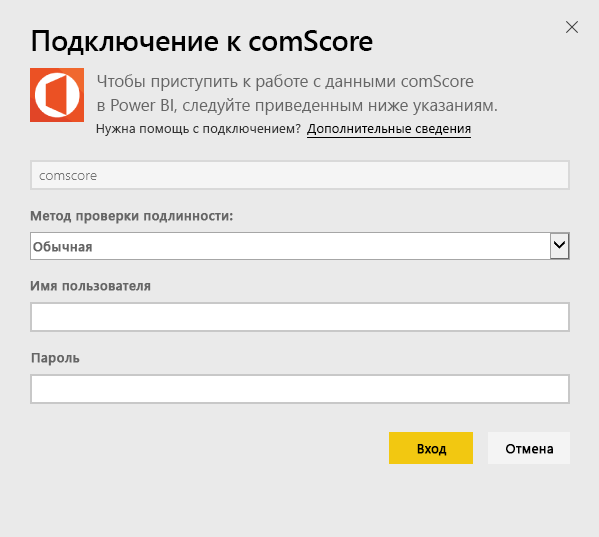 Подключение к comScore
Чтобы приступить к работе с данными comScore
в Power BI, следуйте приведенным ниже указаниям.
Нужна помощь с подключением? Дополнительные сведения
comscore
Метод проверки подлинности:
Обычная
Имя пользователя
Пароль
Вход Отмена